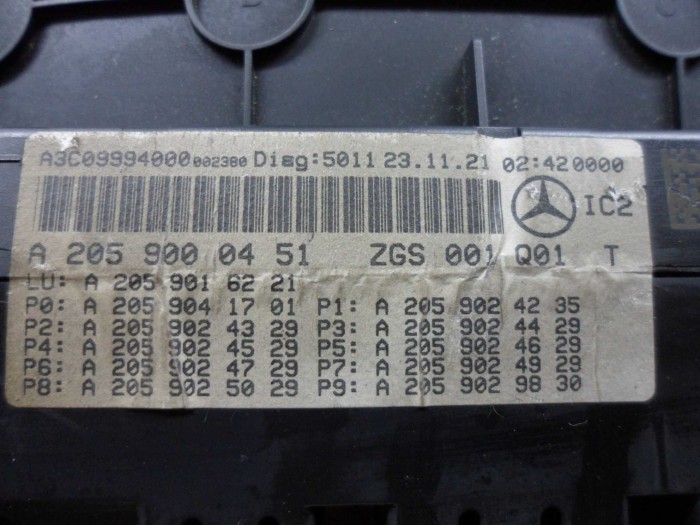 A3C09994000 002380 Diag:5011 23.11.21 02:420000
IC2
A 205 900 04 51 ZGS 001 Q01 T
LU: A 205 901 62 21
P0: A 205 904 17 01 P1: A 205 902 42 35
P2: A 205 902 43 29 P3: A 205 902 44 29
P4: A 205 902 45 29 P5: A 205 902 46 29
P6: A 205 902 47 29 P7: A 205 902 49 29
P8: A 205 902 50 29 P9: A 205 902 98 30